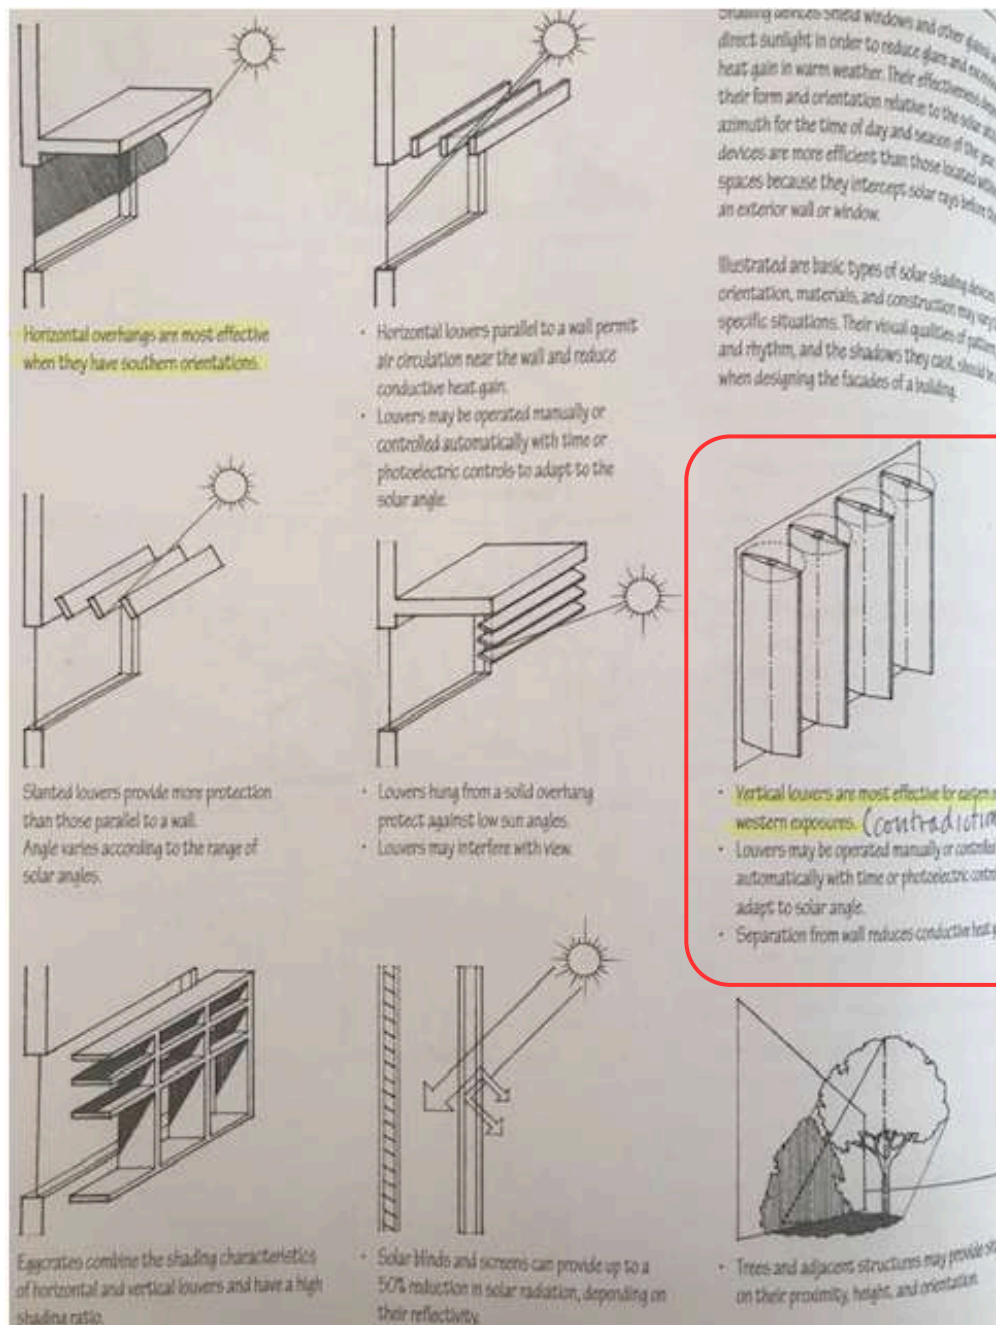 Shading devices shield windows and other glazed
direct sunlight in order to reduce glare and excessive
heat gain in warm weather. Their effectiveness
their form and orientation relative to the solar
azimuth for the time of day and season of the year.
devices are more efficient than those located within
spaces because they intercept solar rays before
an exterior wall or window.
Illustrated are basic types of solar shading devices.
orientation, materials, and construction may vary
specific situations. Their visual qualities of pattern,
and rhythm, and the shadows they cast, should be
when designing the facades of a building.
Horizontal overhangs are most effective
when they have southern orientations.
• Horizontal louvers parallel to a wall permit
air circulation near the wall and reduce
conductive heat gain.
• Louvers may be operated manually or
controlled automatically with time or
photoelectric controls to adapt to the
solar angle.
Slanted louvers provide more protection
than those parallel to a wall.
Angle varies according to the range of
solar angles.
• Louvers hung from a solid overhang
protect against low sun angles.
• Louvers may interfere with view.
• Vertical louvers are most effective for eastern
western exposures. (contradiction
• Louvers may be operated manually or controlled
automatically with time or photoelectric
adapt to solar angle.
• Separation from wall reduces conductive heat
Eggcrates combine the shading characteristics
of horizontal and vertical louvers and have a high
shading ratio.
• Solar blinds and screens can provide up to a
50% reduction in solar radiation, depending on
their reflectivity.
• Trees and adjacent structures may provide
on their proximity, height, and orientation.